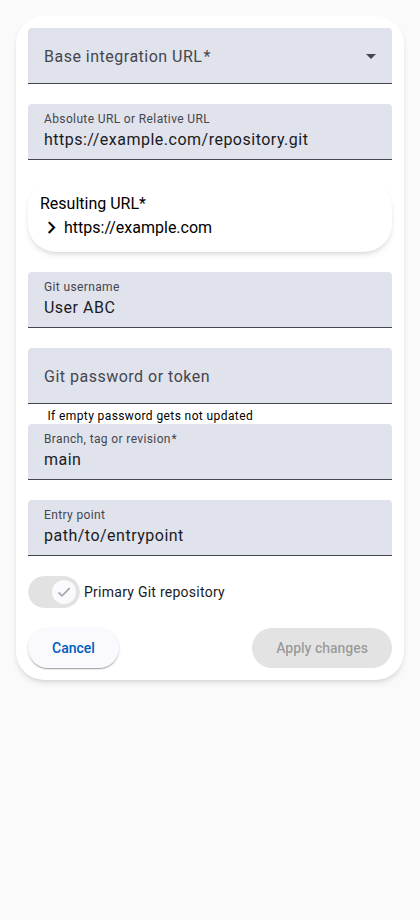 Base integration URL*
Absolute URL or Relative URL
https://example.com/repository.git
Resulting URL*
https://example.com
Git username
User ABC
Git password or token
If empty password gets not updated
Branch, tag or revision*
main
Entry point
path/to/entrypoint
Primary Git repository
Cancel
Apply changes